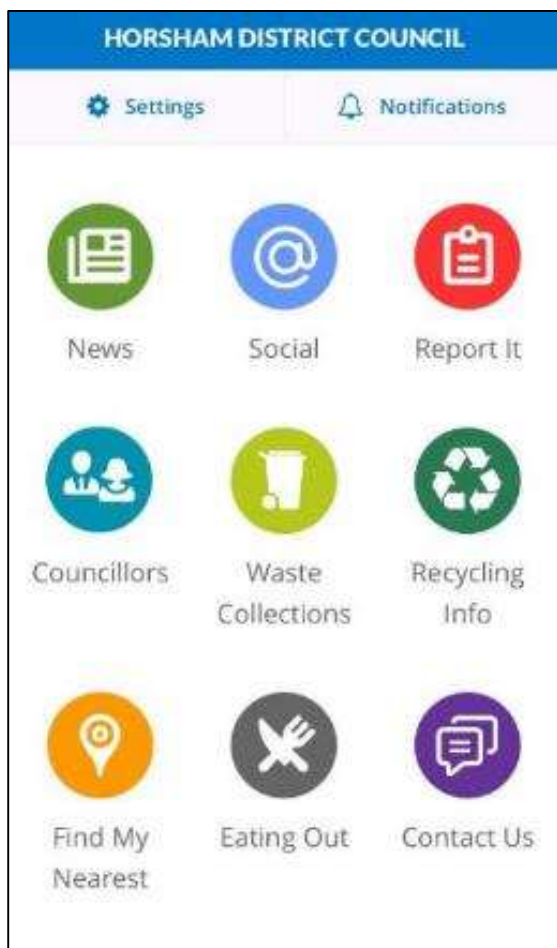 HORSHAM DISTRICT COUNCIL
Settings Notifications
News Social Report It
Councillors Waste Collections Recycling Info
Find My Nearest Eating Out Contact Us